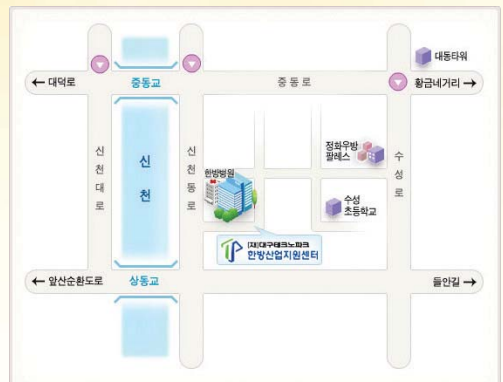 대동타워
← 대덕로
중동교
중동로
황금네거리 →
신천대로
신천
신천동로
한방병원
정화우방
팔레스
수성로
수성
초등학교
TP
(재)대구테크노파크
한방산업지원센터
← 앞산순환도로
상동교
들안길 →